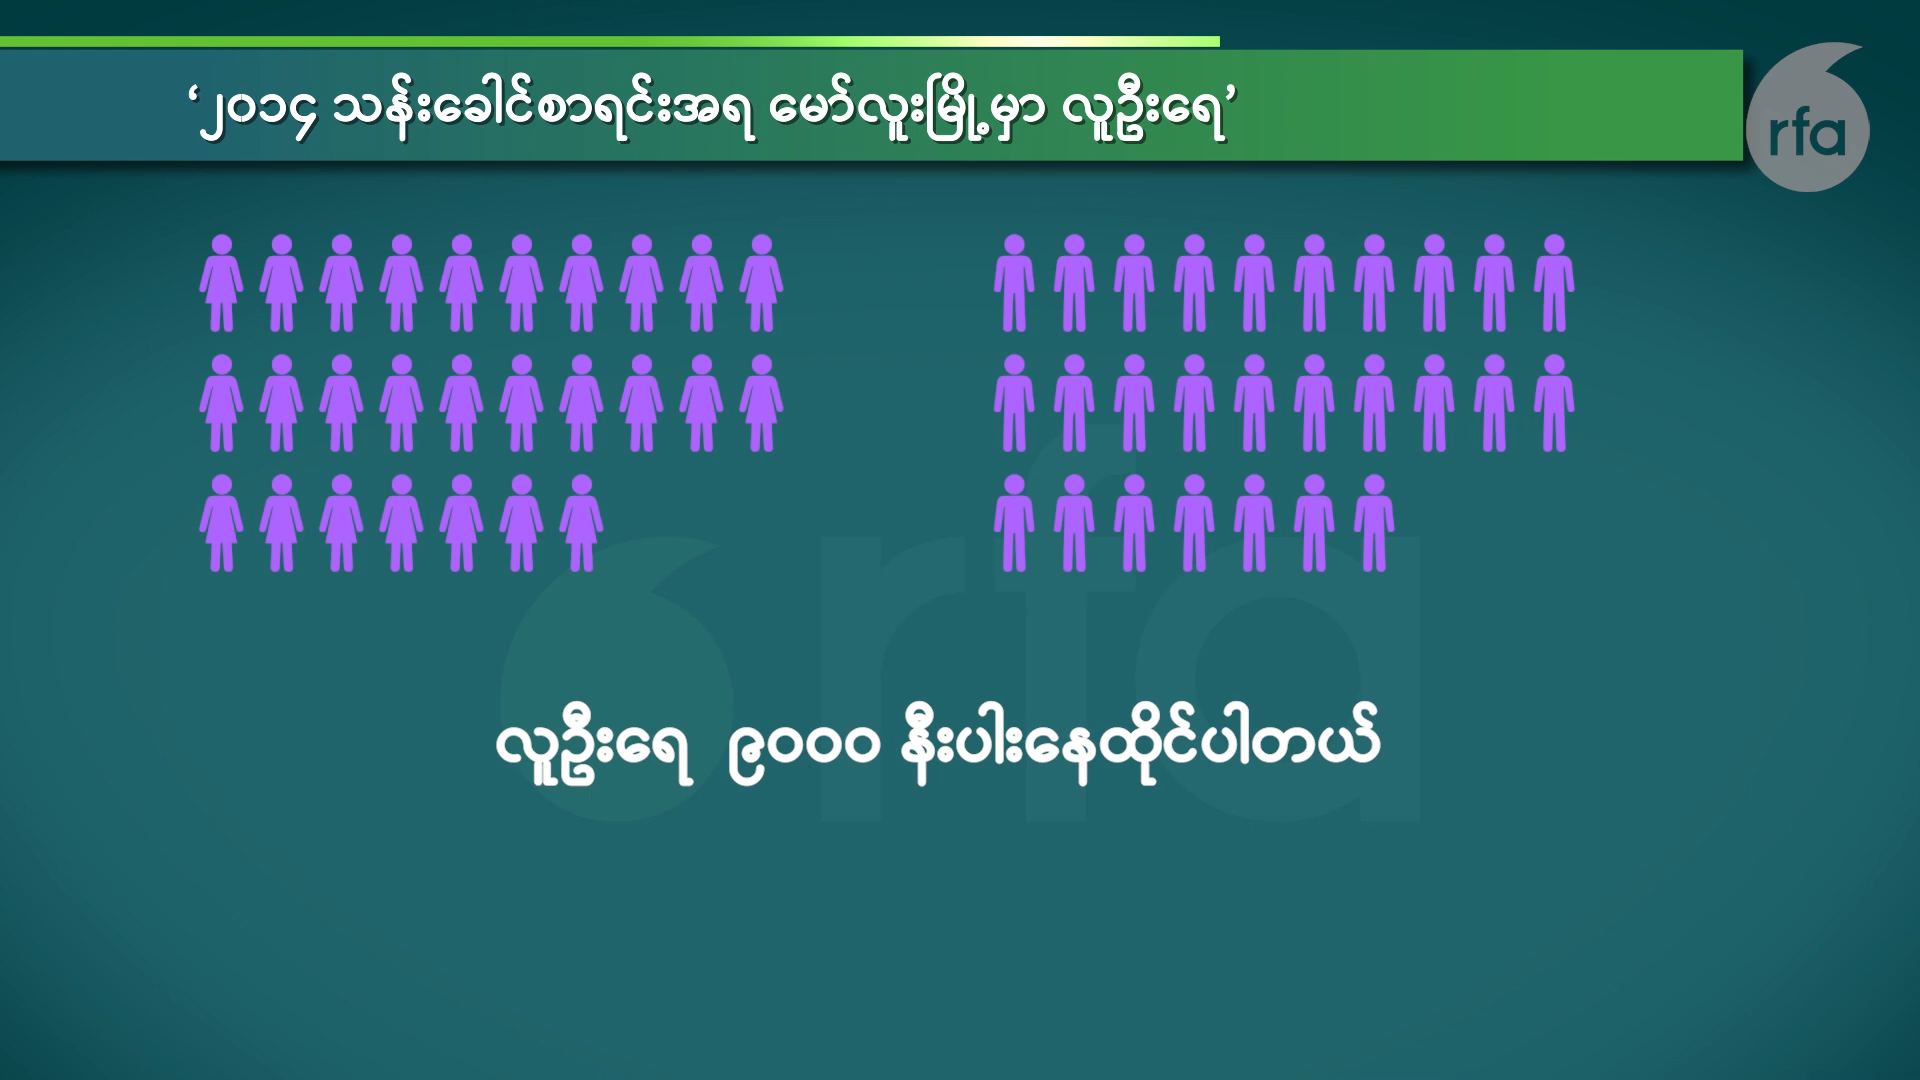 ‘၂၀၁၄ သန်းခေါင်စာရင်းအရ မော်လူးမြို့မှာ လူဦးရေ’
rfa
rfa
လူဦးရေ ၉၀၀၀ နီးပါးနေထိုင်ပါတယ်